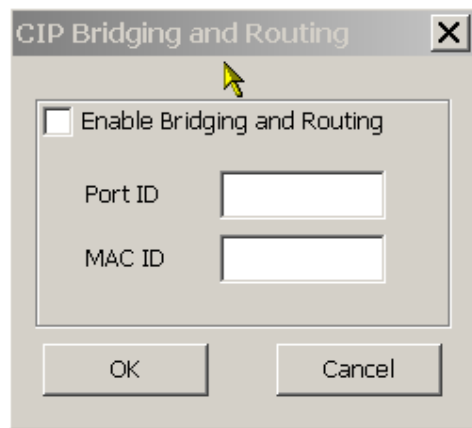 CIP Bridging and Routing
Enable Bridging and Routing
Port ID
MAC ID
OK
Cancel